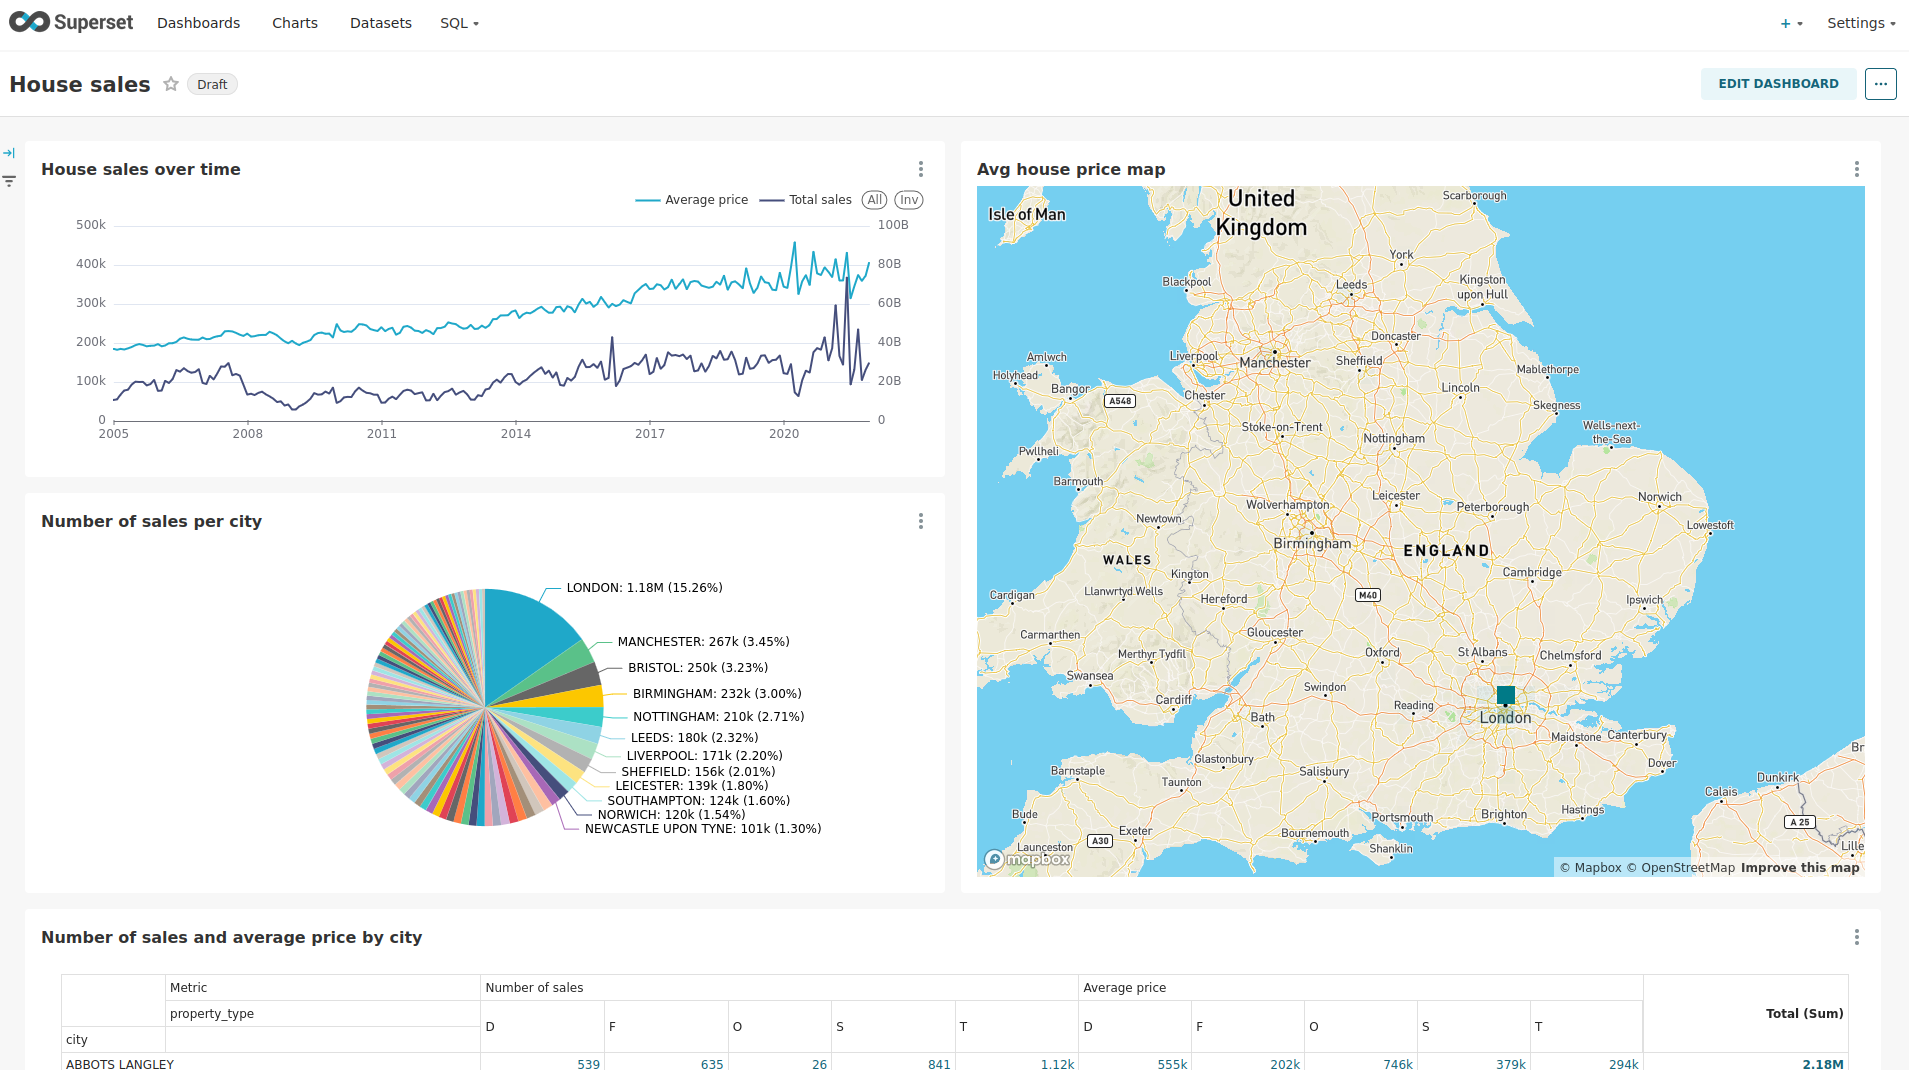 Superset Dashboards Charts Datasets SQL + Settings
House sales Draft EDIT DASHBOARD ...
House sales over time
Average price Total sales All Inv
500k 100B
400k 80B
300k 60B
200k 40B
100k 20B
0 0
2005 2008 2011 2014 2017 2020
Number of sales per city
LONDON: 1.18M (15.26%)
MANCHESTER: 267k (3.45%)
BRISTOL: 250k (3.23%)
BIRMINGHAM: 232k (3.00%)
NOTTINGHAM: 210k (2.71%)
LEEDS: 180k (2.32%)
LIVERPOOL: 171k (2.20%)
SHEFFIELD: 156k (2.01%)
LEICESTER: 139k (1.80%)
SOUTHAMPTON: 124k (1.60%)
NORWICH: 120k (1.54%)
NEWCASTLE UPON TYNE: 101k (1.30%)
Avg house price map
United
Kingdom
Scarborough
Isle of Man
York
Blackpool
Leeds
Kingston
upon Hull
Doncaster
Amlwch
Liverpool
Manchester
Sheffield
Holyhead
Mablethorpe
Bangor
Lincoln
A548
Chester
Skegness
Stoke-on-Trent
Nottingham
Wells-next-
the-Sea
Pwllheli
Barmouth
Leicester
Norwich
Wolverhampton
Peterborough
Newtown
Lowestoft
Birmingham
ENGLAND
WALES
Kington
Cambridge
Cardigan
Llanwrtyd Wells
Hereford
M40
Ipswich
Carmarthen
Gloucester
Merthyr Tydfil
Oxford
St Albans
Chelmsford
Swansea
Swindon
Cardiff
Reading
Bath
London
Maidstone
Canterbury
Br
Glastonbury
Barnstaple
Salisbury
Dover
Taunton
Dunkirk
Calais
Bude
Exeter
Portsmouth
Brighton
Hastings
A 25
A30
Bournemouth
Launceston
Shanklin
Lille
mapbox
© Mapbox © OpenStreetMap Improve this map
Number of sales and average price by city
Metric Number of sales Average price
property_type D F O S T D F O S T Total (Sum)
city
ABBOTS LANGLEY 539 635 26 841 1.12k 555k 202k 746k 379k 294k 2.18M